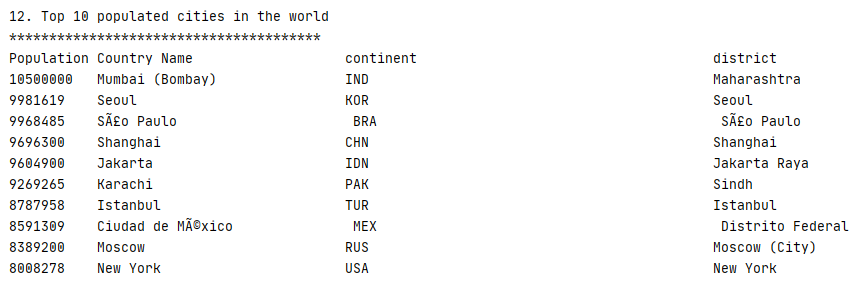 12. Top 10 populated cities in the world
***************************************
Population Country Name continent district
10500000 Mumbai (Bombay) IND Maharashtra
9981619 Seoul KOR Seoul
9968485 SÃ£o Paulo BRA SÃ£o Paulo
9696300 Shanghai CHN Shanghai
9604900 Jakarta IDN Jakarta Raya
9269265 Karachi PAK Sindh
8787958 Istanbul TUR Istanbul
8591309 Ciudad de MÃ©xico MEX Distrito Federal
8389200 Moscow RUS Moscow (City)
8008278 New York USA New York